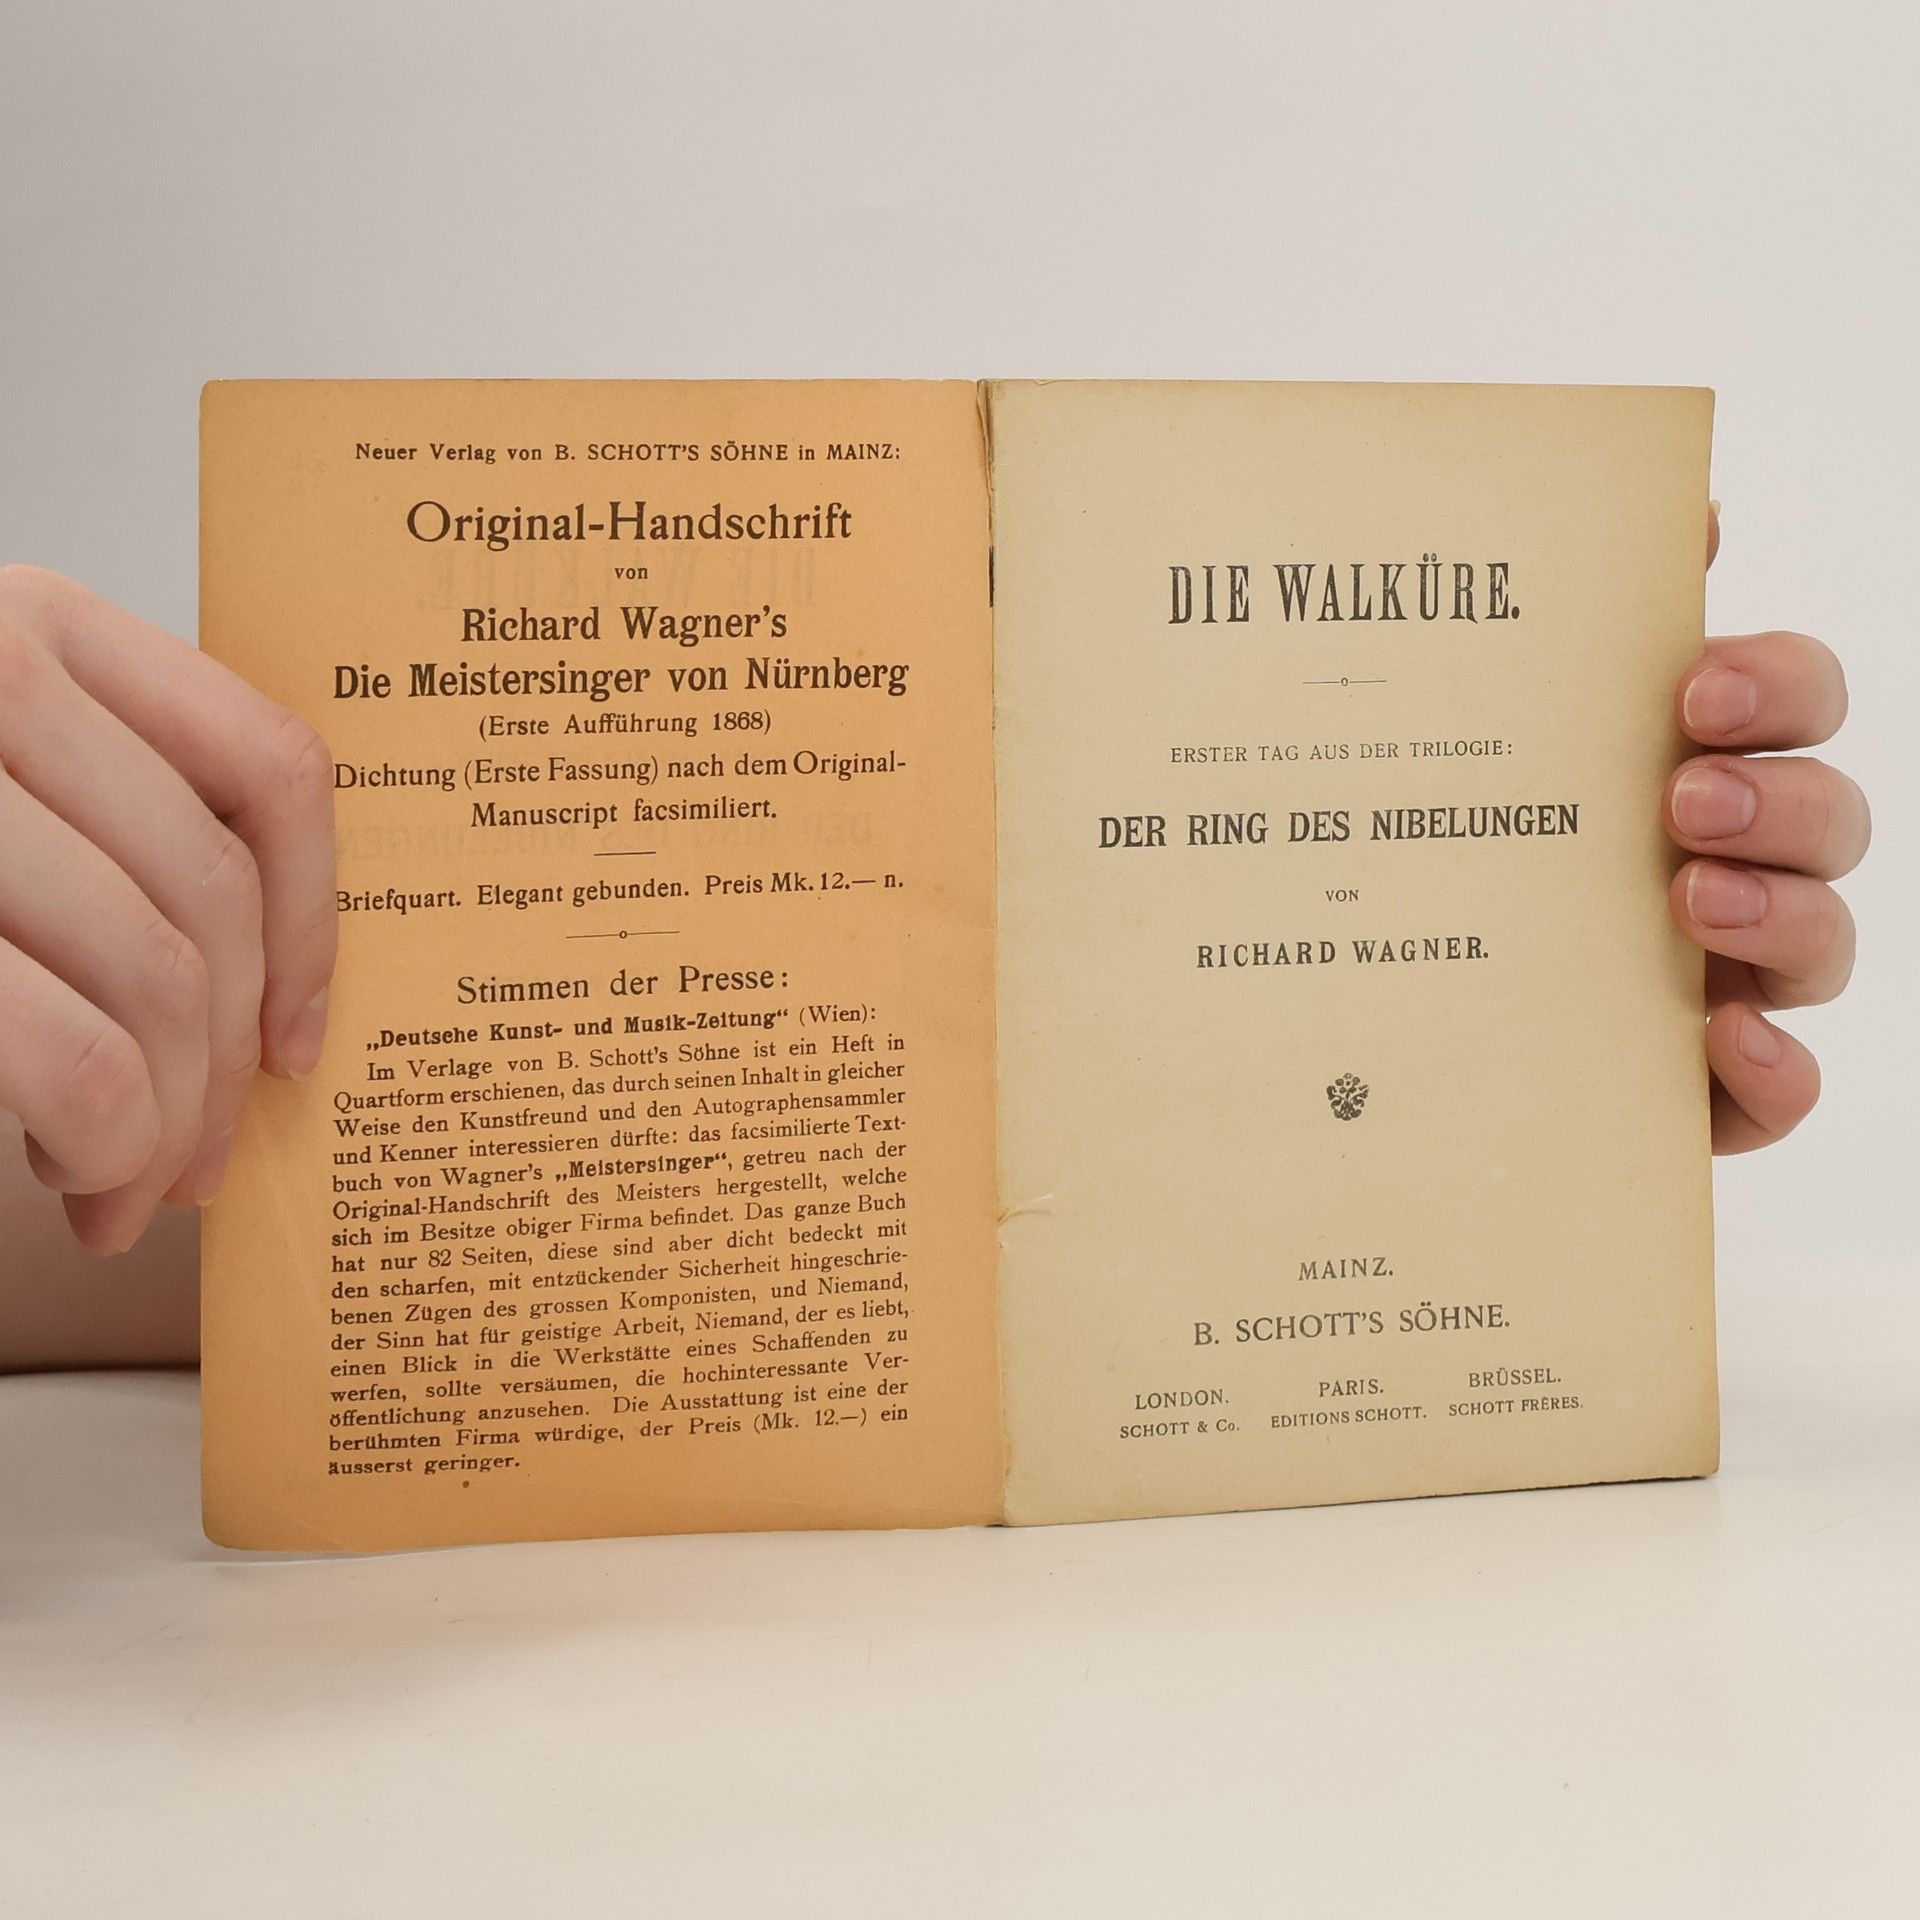 Neuer Verlag von B. SCHOTT'S SÖHNE in MAINZ:
Original-Handschrift
von
Richard Wagner's
Die Meistersinger von Nürnberg
(Erste Aufführung 1868)
Dichtung (Erste Fassung) nach dem Original-
Manuscript facsimiliert.
Briefquart. Elegant gebunden. Preis Mk. 12.— n.
Stimmen der Presse:
„Deutsche Kunst- und Musik-Zeitung“ (Wien):
Im Verlage von B. Schott's Söhne ist ein Heft in
Quartform erschienen, das durch seinen Inhalt in gleicher
Weise den Kunstfreund und den Autographensammler
und Kenner interessieren dürfte: das facsimilierte Text-
buch von Wagner's „Meistersinger“, getreu nach der
Original-Handschrift des Meisters hergestellt, welche
sich im Besitze obiger Firma befindet. Das ganze Buch
hat nur 82 Seiten, diese sind aber dicht bedeckt mit
den scharfen, mit entzückender Sicherheit hingeschrie-
benen Zügen des grossen Komponisten, und Niemand,
der Sinn hat für geistige Arbeit, Niemand, der es liebt,
einen Blick in die Werkstätte eines Schaffenden zu
werfen, sollte versäumen, die hochinteressante Ver-
öffentlichung anzusehen. Die Ausstattung ist eine der
berühmten Firma würdige, der Preis (Mk. 12.—) ein
äusserst geringer.
DIE WALKÜRE.
ERSTER TAG AUS DER TRILOGIE:
DER RING DES NIBELUNGEN
VON
RICHARD WAGNER.
MAINZ.
B. SCHOTT'S SÖHNE.
LONDON. PARIS. BRÜSSEL.
SCHOTT & Co. EDITIONS SCHOTT. SCHOTT FRÊRES.